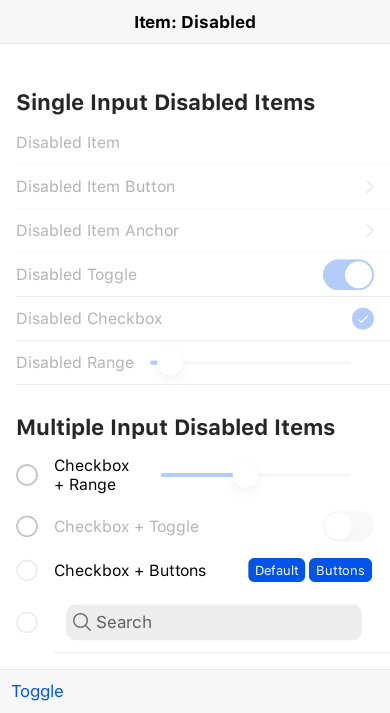 Item: Disabled
Single Input Disabled Items
Disabled Item
Disabled Item Button
Disabled Item Anchor
Disabled Toggle
Disabled Checkbox
Disabled Range
Multiple Input Disabled Items
Checkbox
+ Range
Checkbox + Toggle
Checkbox + Buttons Default Buttons
Search
Toggle